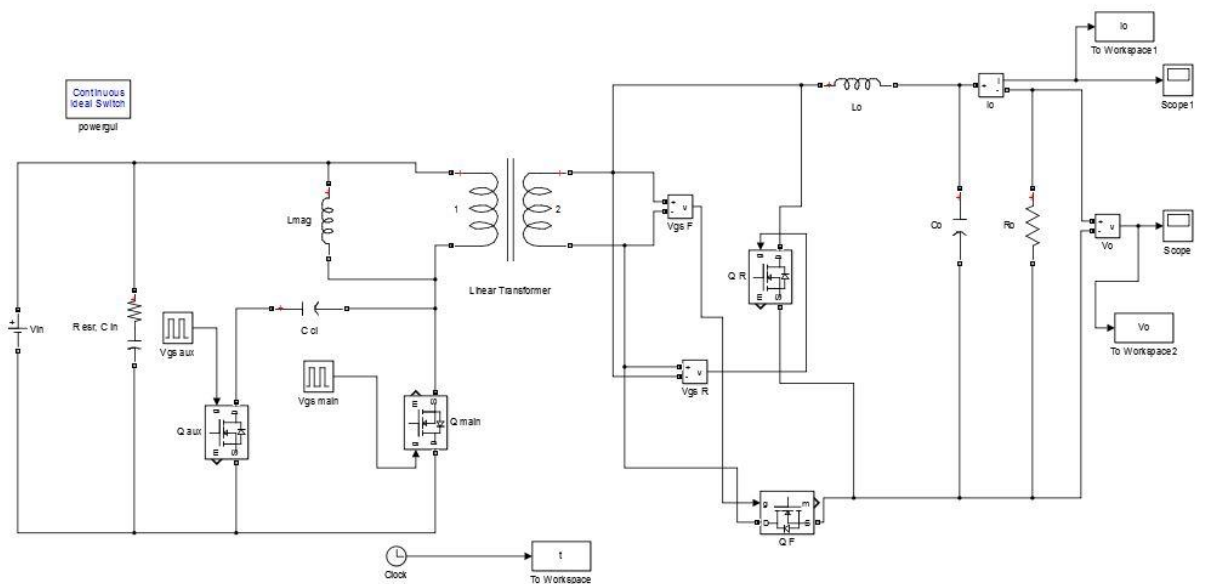 Io
To Workspace1
Continuous
Ideal Switch
powergui
Scope1
Lo
i
Io
Lmag
1
2
v
Vgs F
Co
Ro
v
Vo
Scope
Linear Transformer
g
D
Q R
m
S
Vin
R esr, C in
C cl
Vgs aux
Vgs main
v
Vgs R
Vo
To Workspace2
g
D
Q aux
m
S
m
S
Q main
g
D
g
m
D
S
Q F
Clock
t
To Workspace